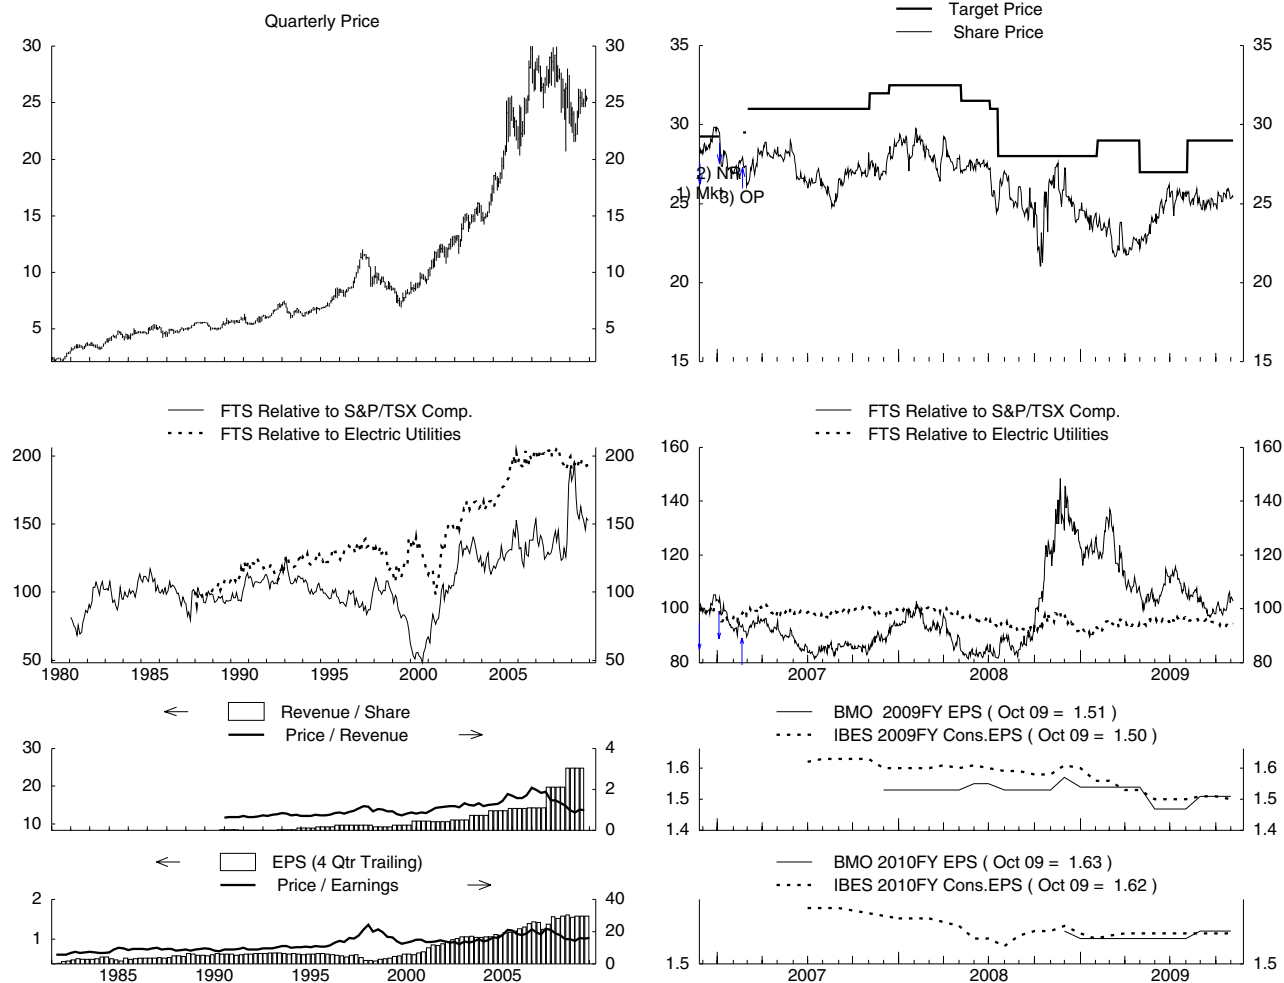 Quarterly Price
30 30
25 25
20 20
15 15
10 10
5 5
Target Price
Share Price
35 35
30 30
25 25
20 20
15 15
2) NR
1) Mkt
3) OP
FTS Relative to S&P/TSX Comp.
FTS Relative to Electric Utilities
200 200
150 150
100 100
50 50
1980 1985 1990 1995 2000 2005
FTS Relative to S&P/TSX Comp.
FTS Relative to Electric Utilities
160 160
140 140
120 120
100 100
80 80
2007 2008 2009
Revenue / Share
Price / Revenue
30 4
20 2
10 0
BMO 2009FY EPS ( Oct 09 = 1.51 )
IBES 2009FY Cons.EPS ( Oct 09 = 1.50 )
1.6 1.6
1.5 1.5
1.4 1.4
EPS (4 Qtr Trailing)
Price / Earnings
2 40
1 20
0
1985 1990 1995 2000 2005
BMO 2010FY EPS ( Oct 09 = 1.63 )
IBES 2010FY Cons.EPS ( Oct 09 = 1.62 )
1.5 1.5
2007 2008 2009